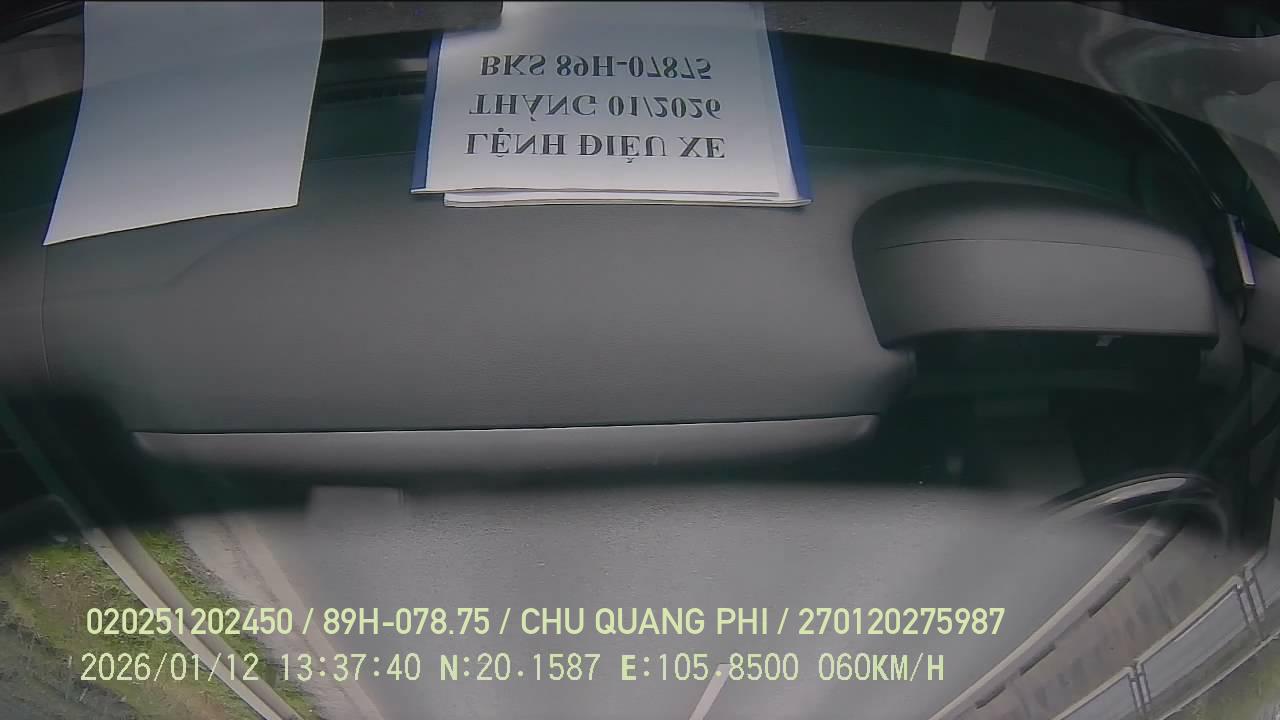 LỆNH ĐIỀU XE
THÁNG 01/2026
BKS 89H-07875
020251202450 / 89H-078.75 / CHU QUANG PHI / 270120275987
2026/01/12 13:37:40 N:20.1587 E:105.8500 060KM/H